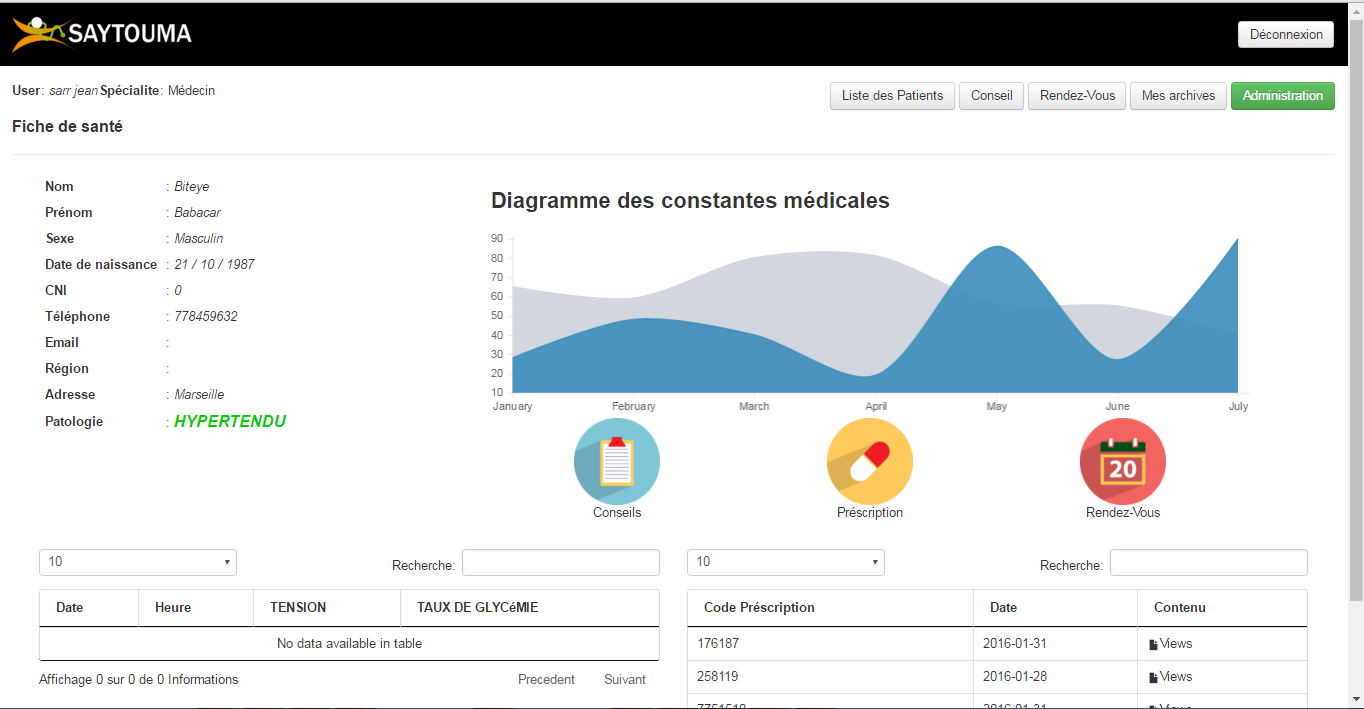 SAYTOUMA
Déconnexion
User: sarr jean Spécialite: Médecin
Liste des Patients Conseil Rendez-Vous Mes archives Administration
Fiche de santé
Nom : Biteye
Prénom : Babacar
Sexe : Masculin
Date de naissance : 21 / 10 / 1987
CNI : 0
Téléphone : 778459632
Email :
Région :
Adresse : Marseille
Patologie : HYPERTENDU
Diagramme des constantes médicales
90
80
70
60
50
40
30
20
10
January February March April May June July
20
Conseils Préscription Rendez-Vous
10 Recherche:
Date Heure TENSION TAUX DE GLYCéMIE
No data available in table
Affichage 0 sur 0 de 0 Informations Precedent Suivant
10 Recherche:
Code Préscription Date Contenu
176187 2016-01-31 Views
258119 2016-01-28 Views